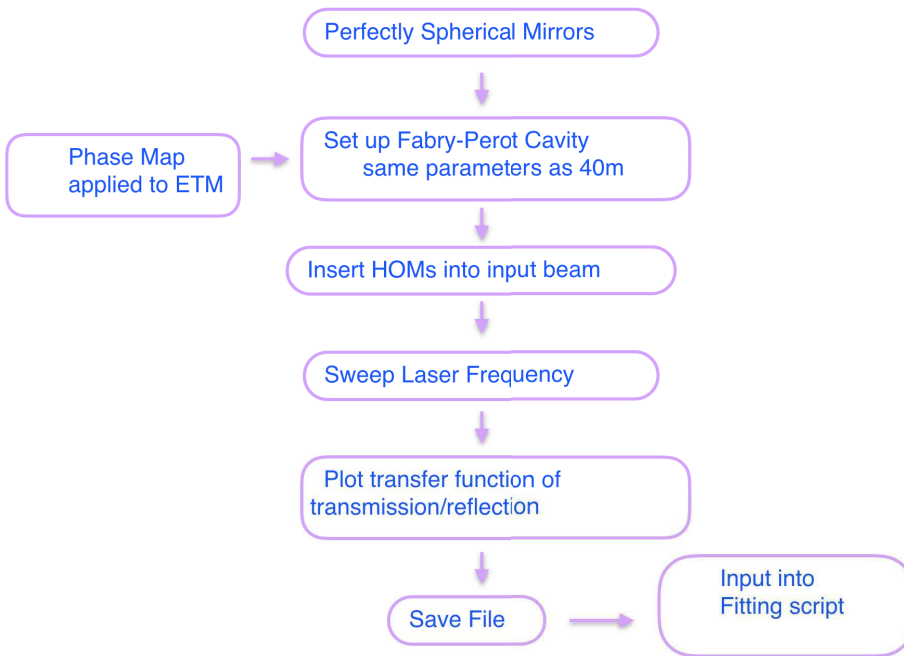 Perfectly Spherical Mirrors
Set up Fabry-Perot Cavity
same parameters as 40m
Phase Map
applied to ETM
Insert HOMs into input beam
Sweep Laser Frequency
Plot transfer function of
transmission/reflection
Save File
Input into
Fitting script